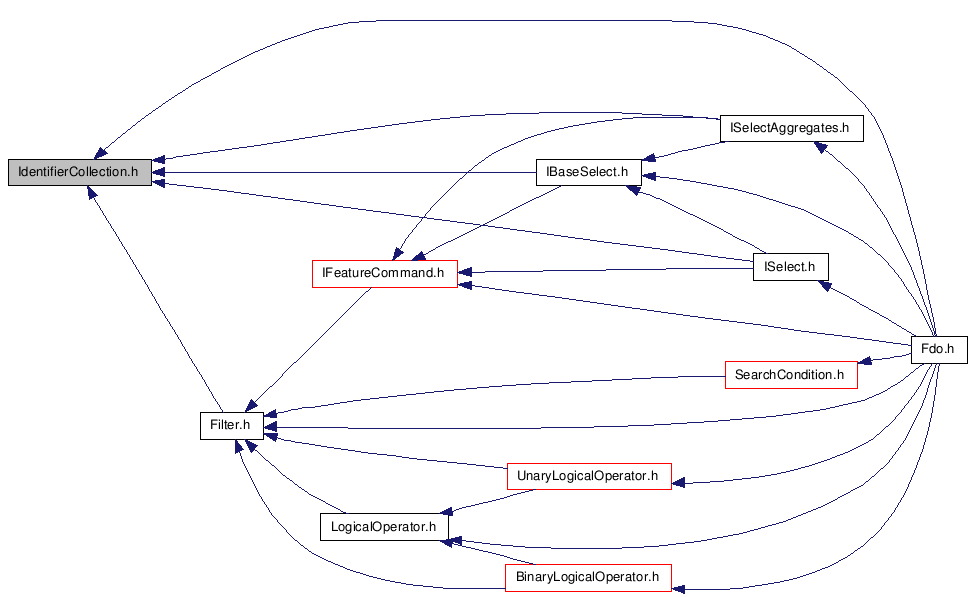 ISelectAggregates.h
IdentifierCollection.h
IBaseSelect.h
IFeatureCommand.h
ISelect.h
Fdo.h
SearchCondition.h
Filter.h
UnaryLogicalOperator.h
LogicalOperator.h
BinaryLogicalOperator.h